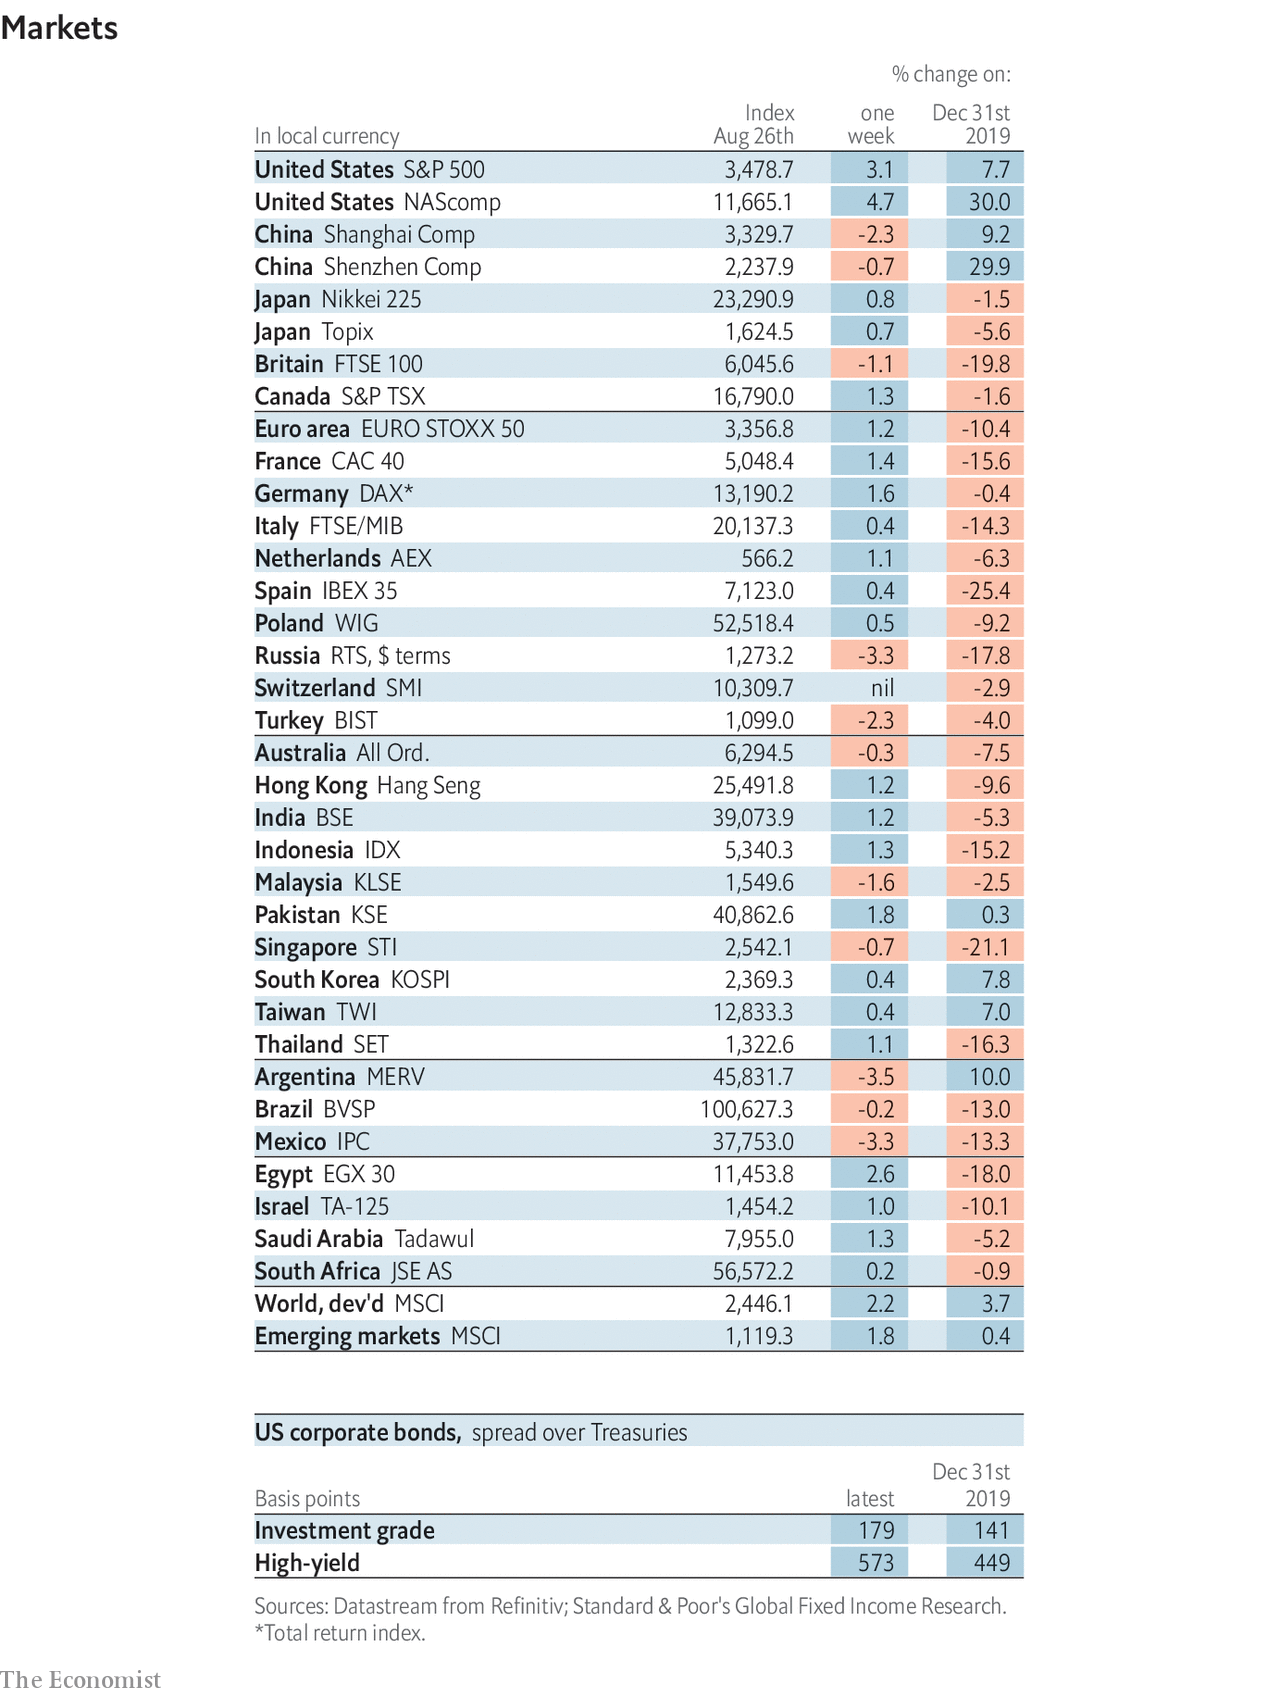 Markets
% change on:
Index one Dec 31st
In local currency Aug 26th week 2019
United States S&P 500 3,478.7 3.1 7.7
United States NAScomp 11,665.1 4.7 30.0
China Shanghai Comp 3,329.7 -2.3 9.2
China Shenzhen Comp 2,237.9 -0.7 29.9
Japan Nikkei 225 23,290.9 0.8 -1.5
Japan Topix 1,624.5 0.7 -5.6
Britain FTSE 100 6,045.6 -1.1 -19.8
Canada S&P TSX 16,790.0 1.3 -1.6
Euro area EURO STOXX 50 3,356.8 1.2 -10.4
France CAC 40 5,048.4 1.4 -15.6
Germany DAX* 13,190.2 1.6 -0.4
Italy FTSE/MIB 20,137.3 0.4 -14.3
Netherlands AEX 566.2 1.1 -6.3
Spain IBEX 35 7,123.0 0.4 -25.4
Poland WIG 52,518.4 0.5 -9.2
Russia RTS, $ terms 1,273.2 -3.3 -17.8
Switzerland SMI 10,309.7 nil -2.9
Turkey BIST 1,099.0 -2.3 -4.0
Australia All Ord. 6,294.5 -0.3 -7.5
Hong Kong Hang Seng 25,491.8 1.2 -9.6
India BSE 39,073.9 1.2 -5.3
Indonesia IDX 5,340.3 1.3 -15.2
Malaysia KLSE 1,549.6 -1.6 -2.5
Pakistan KSE 40,862.6 1.8 0.3
Singapore STI 2,542.1 -0.7 -21.1
South Korea KOSPI 2,369.3 0.4 7.8
Taiwan TWI 12,833.3 0.4 7.0
Thailand SET 1,322.6 1.1 -16.3
Argentina MERV 45,831.7 -3.5 10.0
Brazil BVSP 100,627.3 -0.2 -13.0
Mexico IPC 37,753.0 -3.3 -13.3
Egypt EGX 30 11,453.8 2.6 -18.0
Israel TA-125 1,454.2 1.0 -10.1
Saudi Arabia Tadawul 7,955.0 1.3 -5.2
South Africa JSE AS 56,572.2 0.2 -0.9
World, dev'd MSCI 2,446.1 2.2 3.7
Emerging markets MSCI 1,119.3 1.8 0.4
US corporate bonds, spread over Treasuries
Dec 31st
Basis points latest 2019
Investment grade 179 141
High-yield 573 449
Sources: Datastream from Refinitiv; Standard & Poor's Global Fixed Income Research.
*Total return index.
The Economist